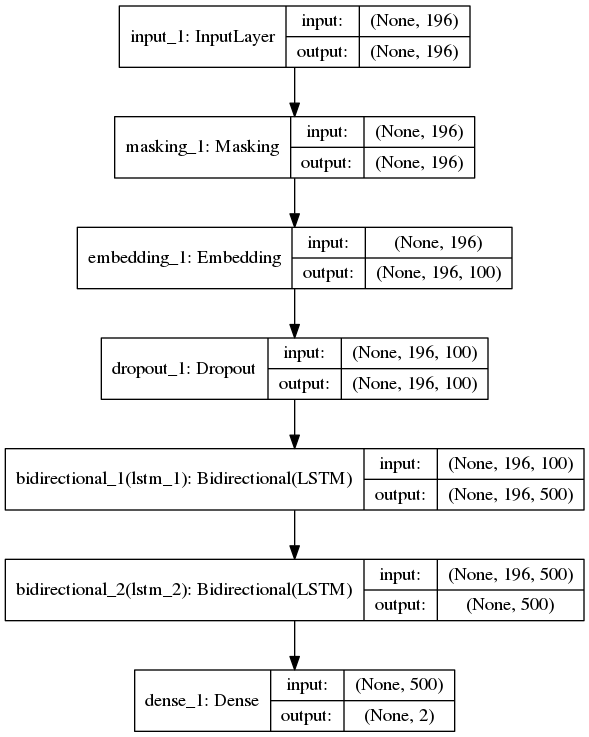 input_1: InputLayer
input: (None, 196)
output: (None, 196)
masking_1: Masking
input: (None, 196)
output: (None, 196)
embedding_1: Embedding
input: (None, 196)
output: (None, 196, 100)
dropout_1: Dropout
input: (None, 196, 100)
output: (None, 196, 100)
bidirectional_1(lstm_1): Bidirectional(LSTM)
input: (None, 196, 100)
output: (None, 196, 500)
bidirectional_2(lstm_2): Bidirectional(LSTM)
input: (None, 196, 500)
output: (None, 500)
dense_1: Dense
input: (None, 500)
output: (None, 2)